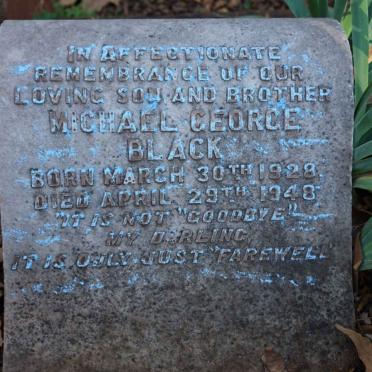 IN AFFECTIONATE
REMEMBRANCE OF OUR
LOVING SON AND BROTHER
MICHAEL GEORGE
BLACK
BORN MARCH 30TH 1928
DIED APRIL 29TH 1948
"IT IS NOT "GOODBYE"
MY DARLING
IT IS ONLY JUST "FAREWELL"